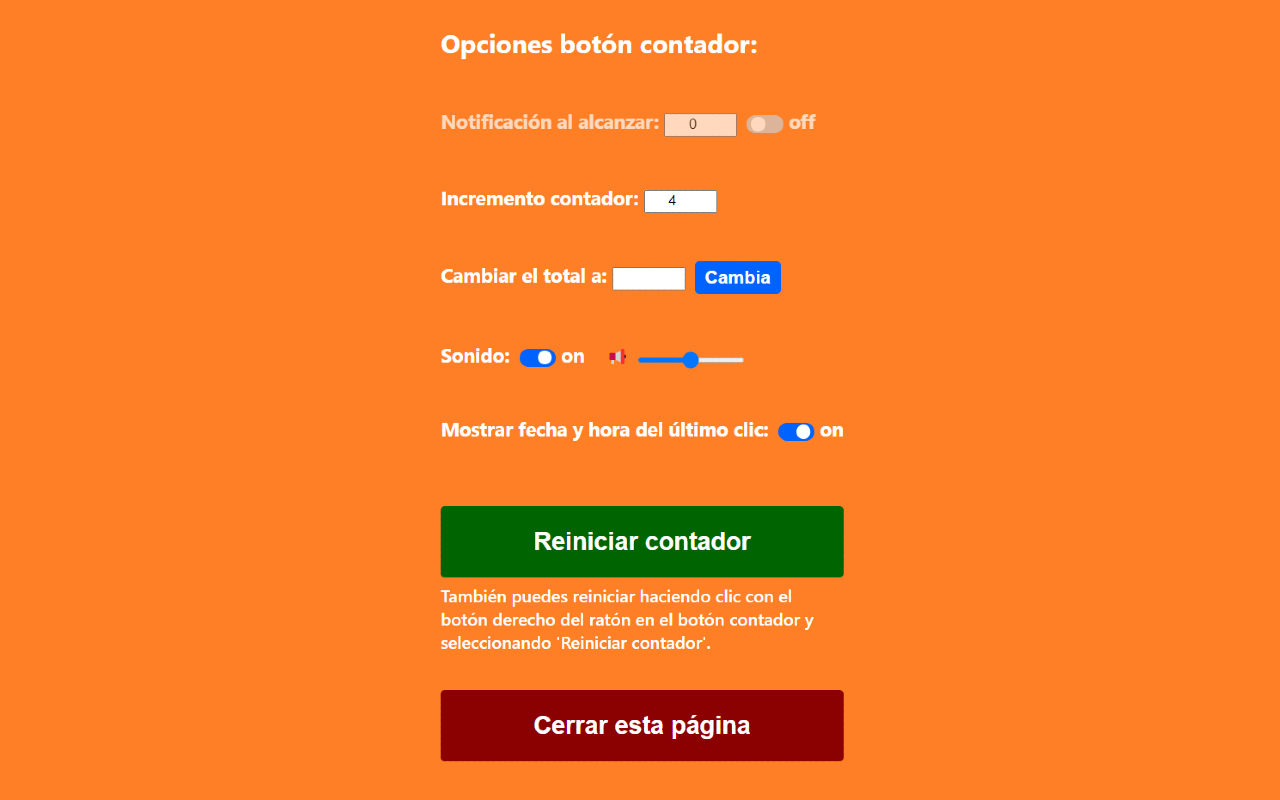 Opciones botón contador:
Notificación al alcanzar: 0 off
Incremento contador: 4
Cambiar el total a: Cambia
Sonido: on
Mostrar fecha y hora del último clic: on
Reiniciar contador
También puedes reiniciar haciendo clic con el
botón derecho del ratón en el botón contador y
seleccionando 'Reiniciar contador'.
Cerrar esta página